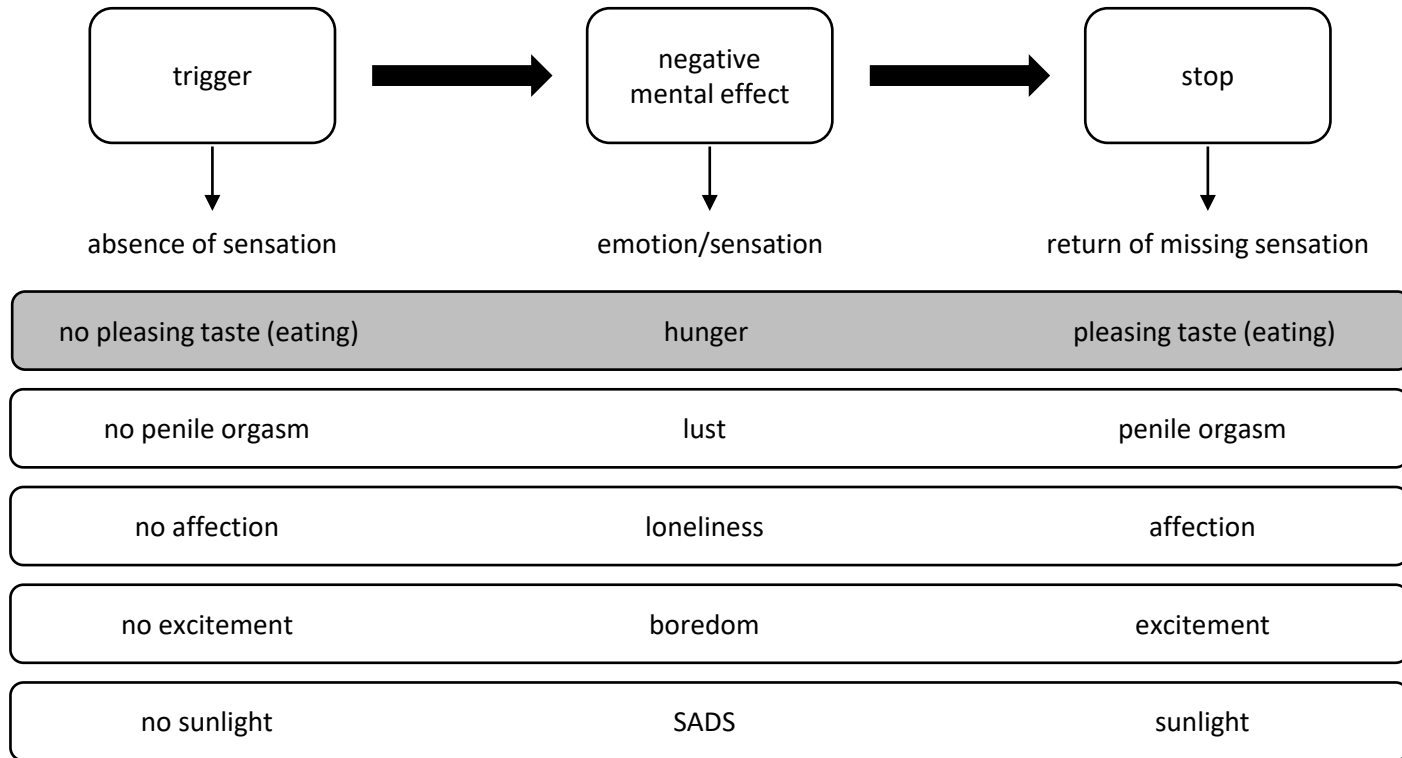 trigger
negative
mental effect
stop
absence of sensation
emotion/sensation
return of missing sensation
no pleasing taste (eating)
hunger
pleasing taste (eating)
no penile orgasm
lust
penile orgasm
no affection
loneliness
affection
no excitement
boredom
excitement
no sunlight
SADS
sunlight